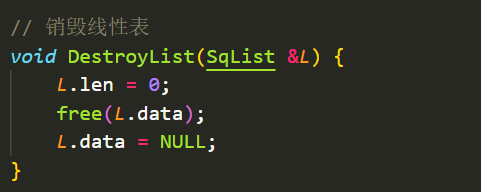 // 销毁线性表
void DestroyList(SqList &L) {
    L.len = 0;
    free(L.data);
    L.data = NULL;
}